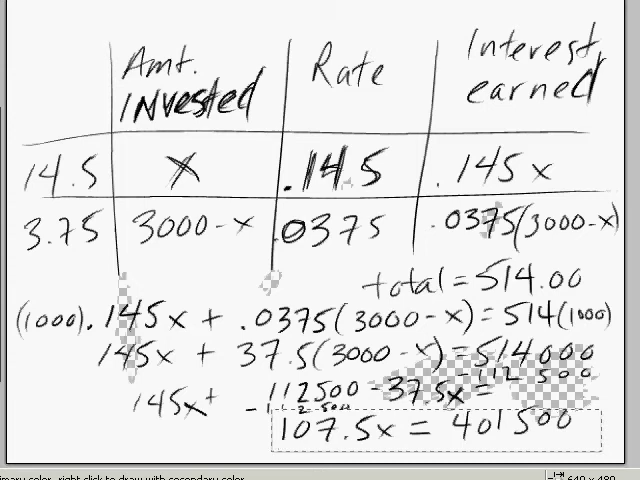 Amt. Invested Rate Interest earned
14.5 x .145 .145x
3.75 3000-x .0375 .0375(3000-x)
total = 514.00
(1000).145x + .0375(3000-x) = 514(1000)
145x + 37.5(3000-x) = 514000
145x + 112500 - 37.5x =
-112500 -112500
107.5x = 401500
640 x 480